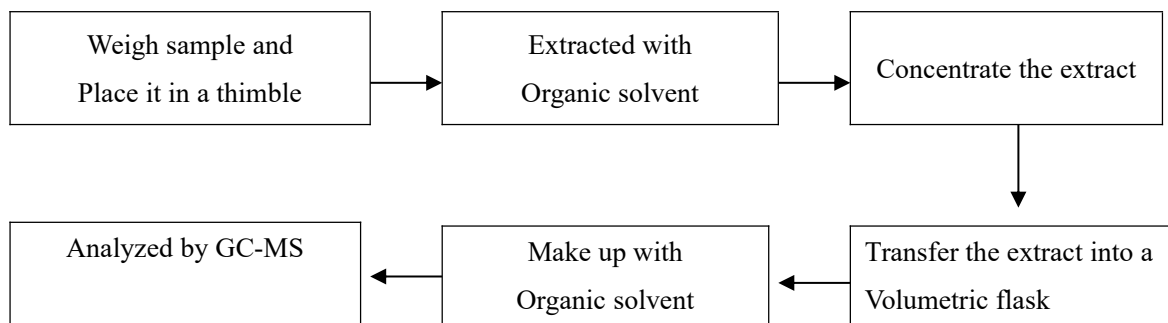 Weigh sample and
Place it in a thimble
Extracted with
Organic solvent
Concentrate the extract
Transfer the extract into a
Volumetric flask
Make up with
Organic solvent
Analyzed by GC-MS